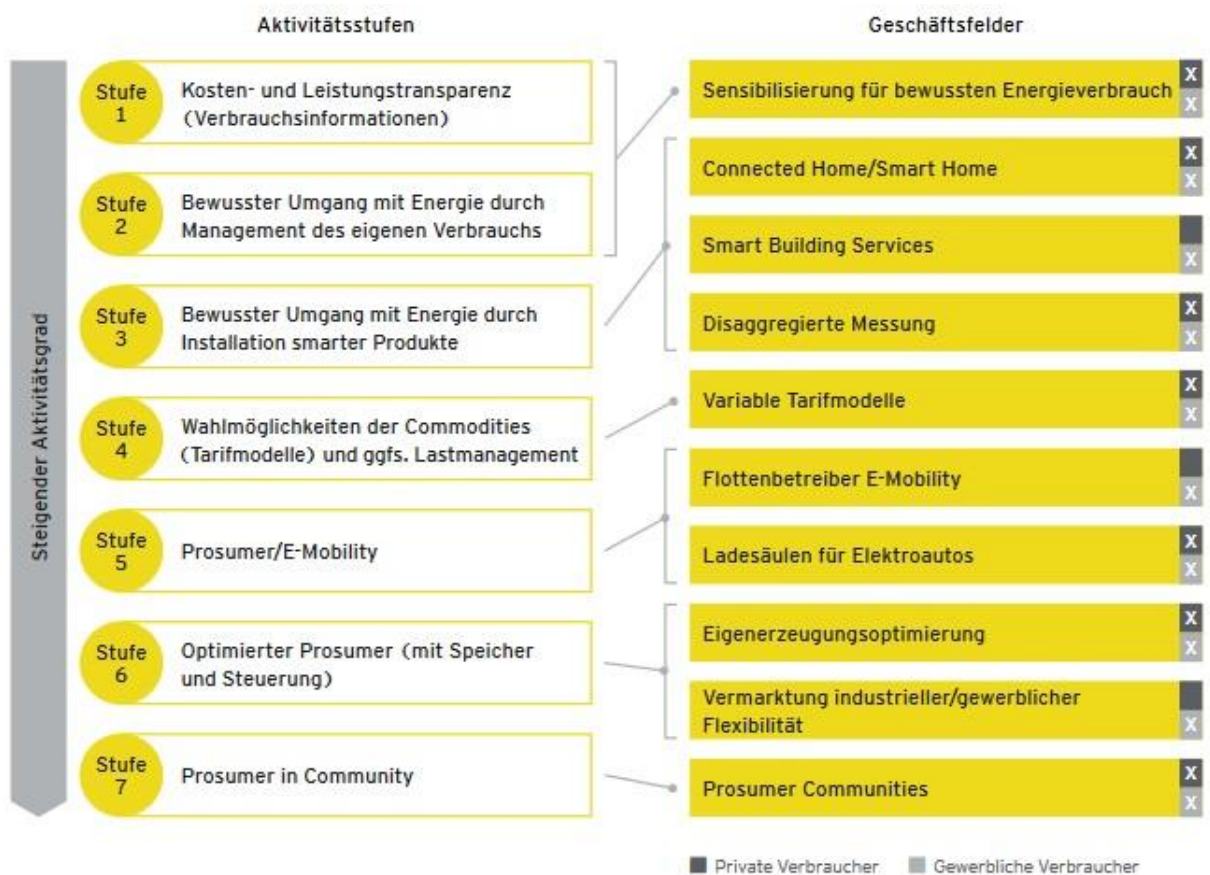 Aktivitätsstufen
Geschäftsfelder
Steigender Aktivitätsgrad
Stufe
1
Kosten- und Leistungstransparenz
(Verbrauchsinformationen)
Stufe
2
Bewusster Umgang mit Energie durch
Management des eigenen Verbrauchs
Stufe
3
Bewusster Umgang mit Energie durch
Installation smarter Produkte
Stufe
4
Wahlmöglichkeiten der Commodities
(Tarifmodelle) und ggfs. Lastmanagement
Stufe
5
Prosumer/E-Mobility
Stufe
6
Optimierter Prosumer (mit Speicher
und Steuerung)
Stufe
7
Prosumer in Community
Sensibilisierung für bewussten Energieverbrauch
X
X
Connected Home/Smart Home
X
X
Smart Building Services
X
Disaggregierte Messung
X
X
Variable Tarifmodelle
X
X
Flottenbetreiber E-Mobility
X
Ladesäulen für Elektroautos
X
X
Eigenerzeugungsoptimierung
X
X
Vermarktung industrieller/gewerblicher
Flexibilität
X
Prosumer Communities
X
X
Private Verbraucher
Gewerbliche Verbraucher